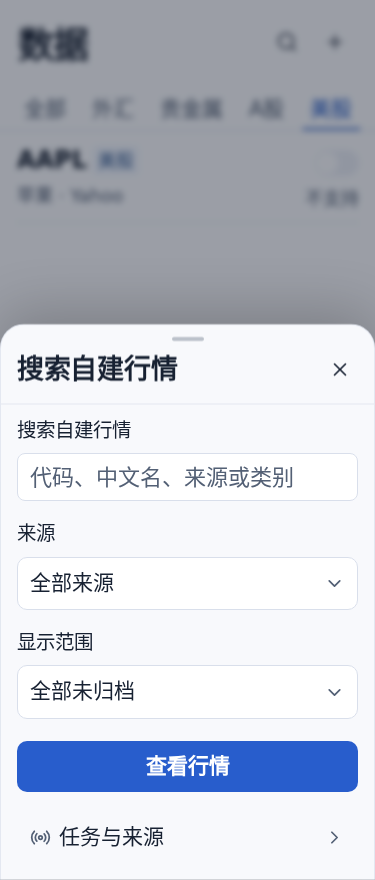 数据
全部 外汇 贵金属 A股 美股
AAPL 美股
苹果 · Yahoo
不支持
搜索自建行情
搜索自建行情
代码、中文名、来源或类别
来源
全部来源
显示范围
全部未归档
查看行情
任务与来源